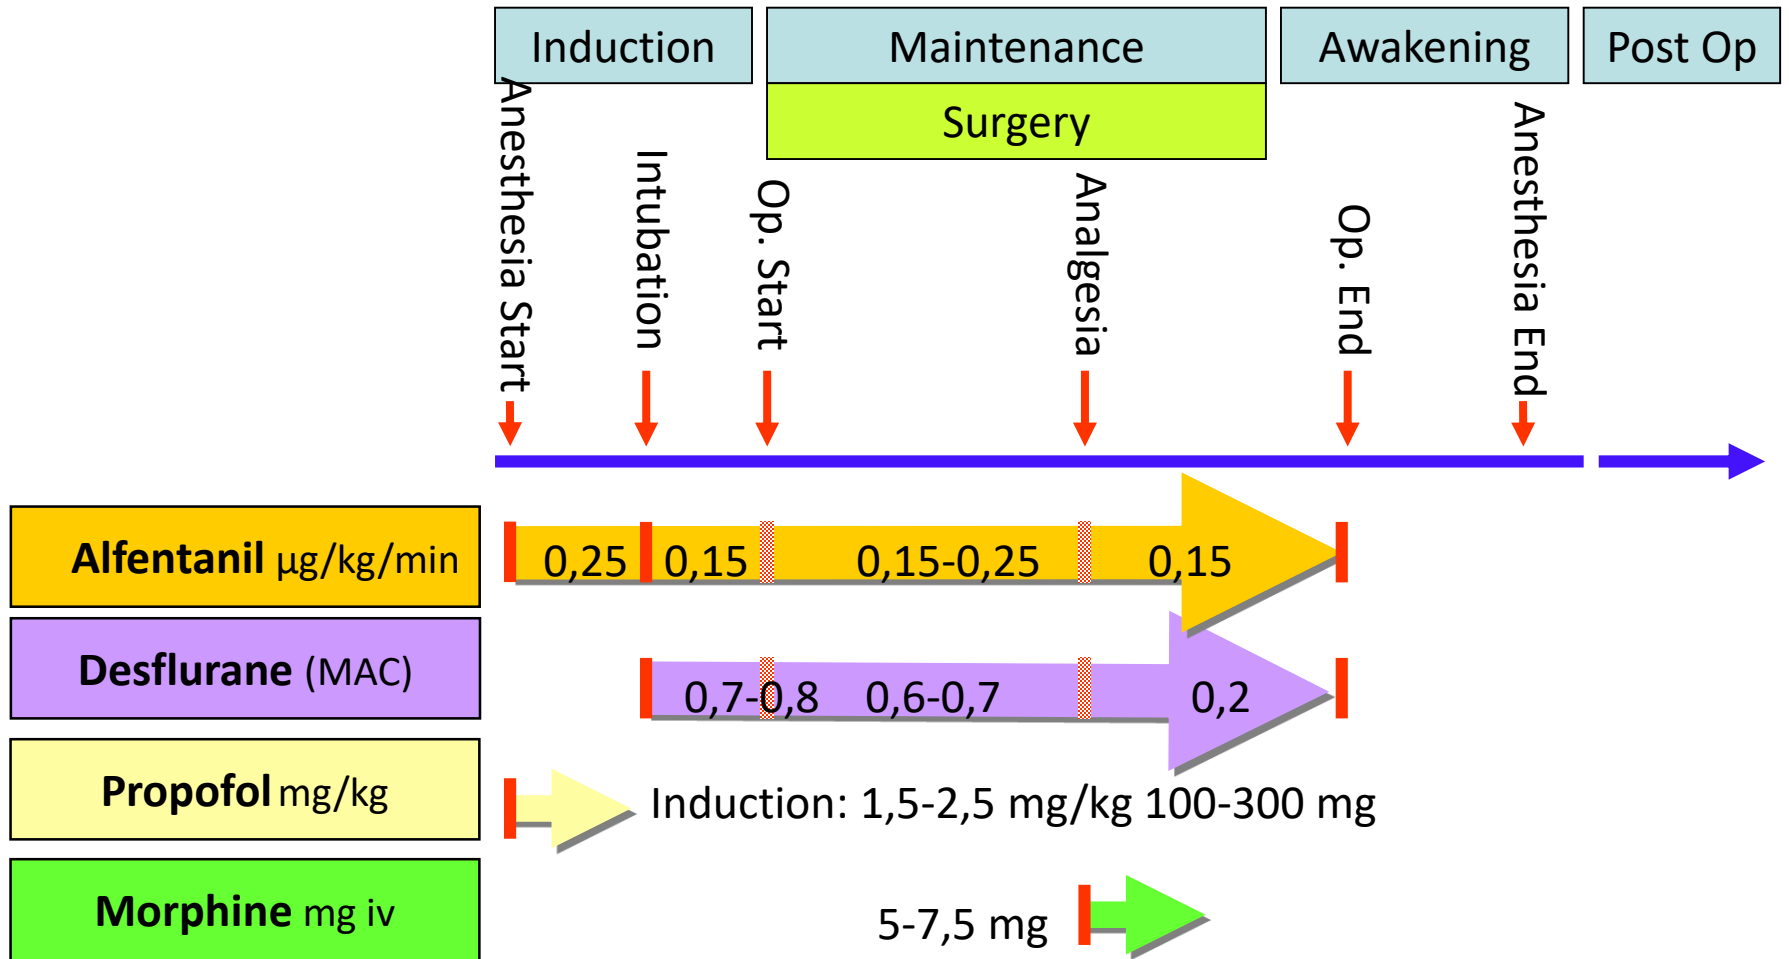 Induction
Maintenance
Awakening
Post Op
Surgery
Anesthesia Start
Intubation
Op. Start
Analgesia
Op. End
Anesthesia End
Alfentanil µg/kg/min
0,25
0,15
0,15-0,25
0,15
Desflurane (MAC)
0,7-0,8
0,6-0,7
0,2
Propofol mg/kg
Induction: 1,5-2,5 mg/kg 100-300 mg
Morphine mg iv
5-7,5 mg